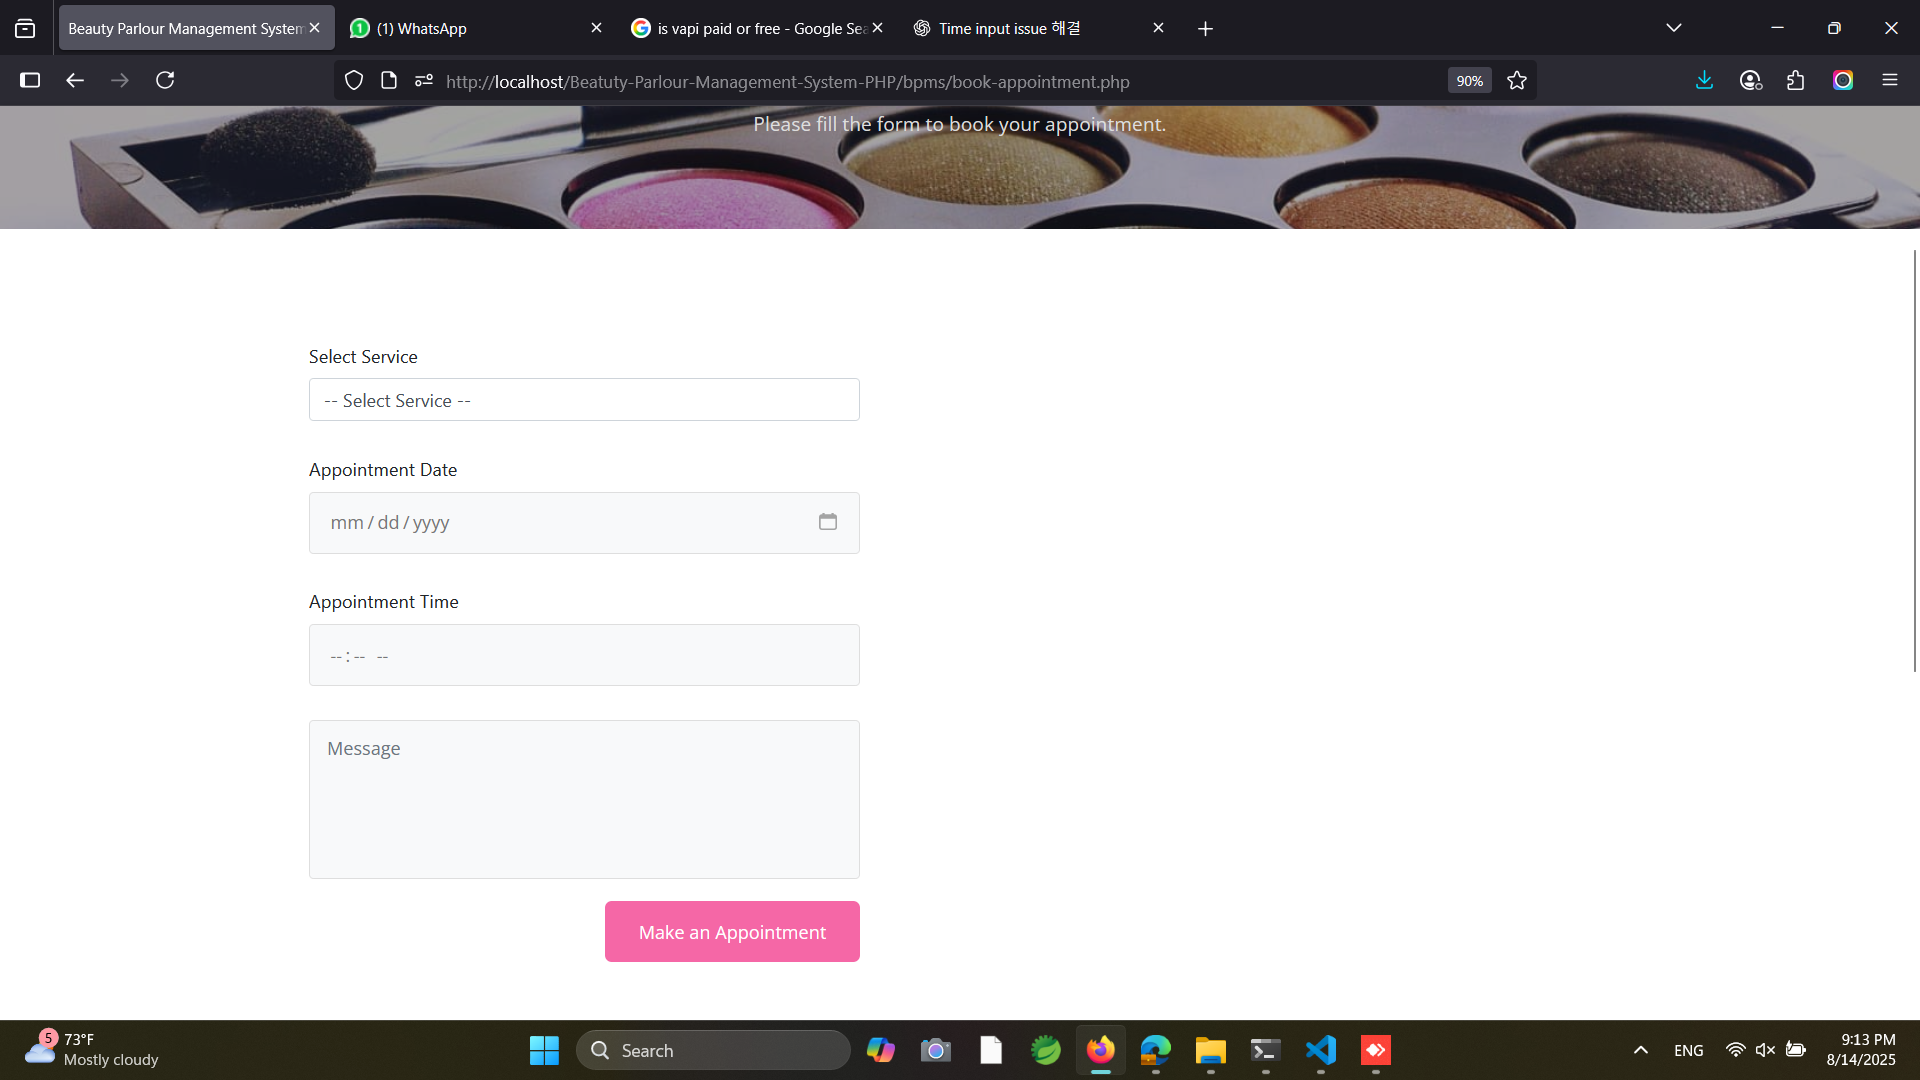 Beauty Parlour Management System
(1) WhatsApp
is vapi paid or free - Google Sea
Time input issue 해결
http://localhost/Beatuty-Parlour-Management-System-PHP/bpms/book-appointment.php
90%
Please fill the form to book your appointment.
Select Service
-- Select Service --
Appointment Date
mm / dd / yyyy
Appointment Time
-- : -- --
Message
Make an Appointment
5
73°F
Mostly cloudy
Search
ENG
9:13 PM
8/14/2025